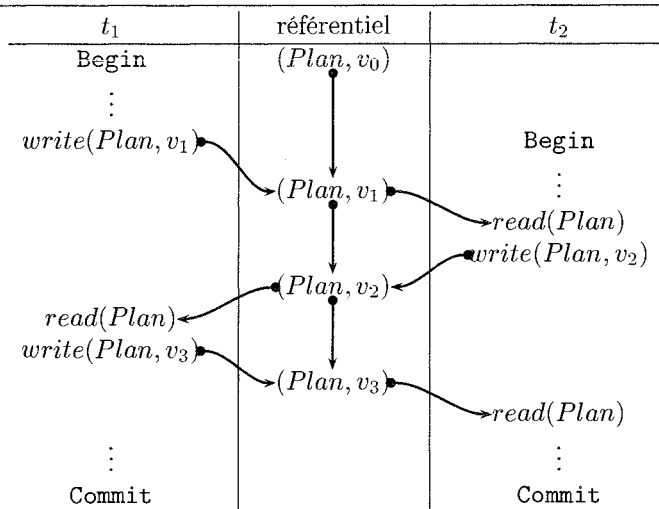 t₁ référentiel t₂
Begin (Plan, v₀)
⋮
write(Plan, v₁) Begin
⋮
(Plan, v₁)
read(Plan)
write(Plan, v₂)
(Plan, v₂)
read(Plan)
write(Plan, v₃)
(Plan, v₃)
read(Plan)
⋮ ⋮
Commit Commit